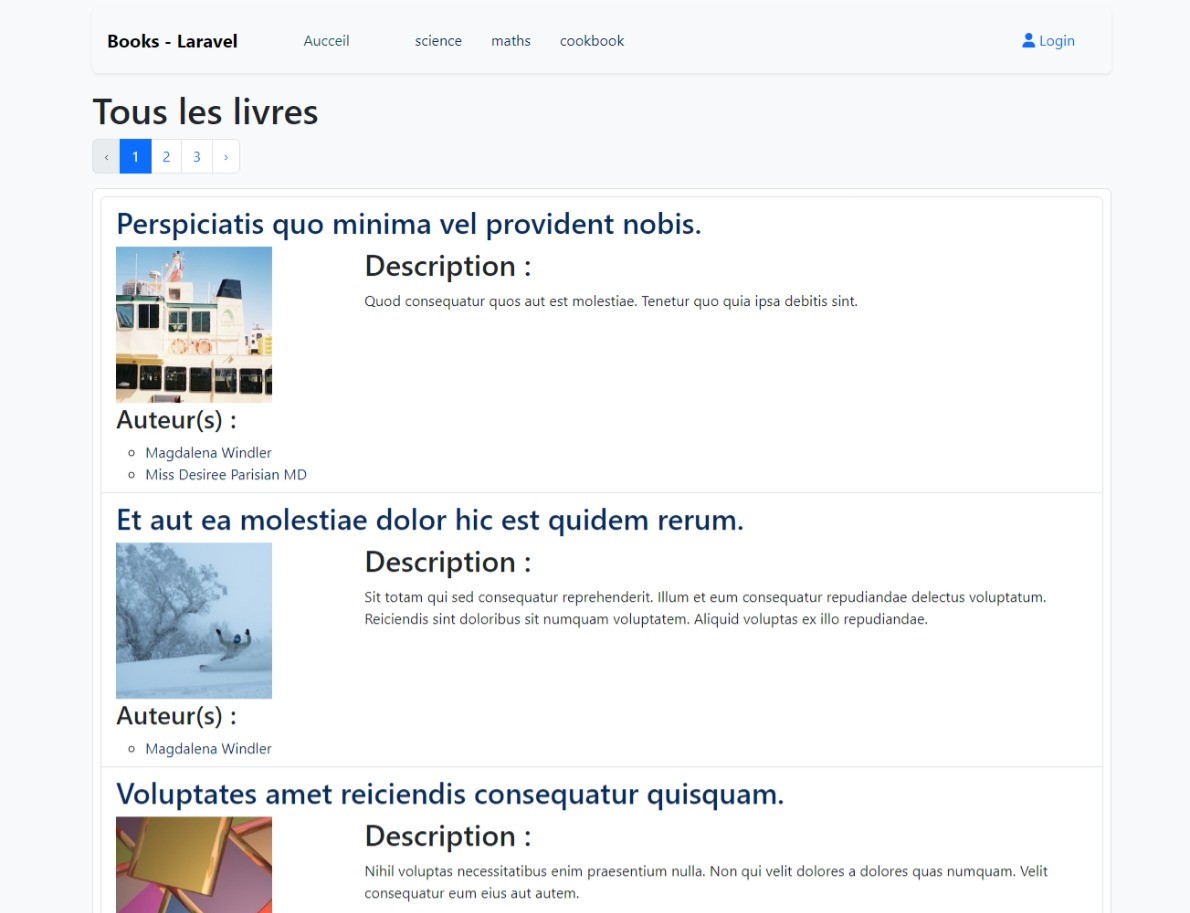 Books - Laravel Aucceil science maths cookbook Login
Tous les livres
‹ 1 2 3 ›
Perspiciatis quo minima vel provident nobis.
Description :
Quod consequatur quos aut est molestiae. Tenetur quo quia ipsa debitis sint.
Auteur(s) :
Magdalena Windler
Miss Desiree Parisian MD
Et aut ea molestiae dolor hic est quidem rerum.
Description :
Sit totam qui sed consequatur reprehenderit. Illum et eum consequatur repudiandae delectus voluptatum.
Reiciendis sint doloribus sit numquam voluptatem. Aliquid voluptas ex illo repudiandae.
Auteur(s) :
Magdalena Windler
Voluptates amet reiciendis consequatur quisquam.
Description :
Nihil voluptas necessitatibus enim praesentium nulla. Non qui velit dolores a dolores quas numquam. Velit
consequatur eum eius aut autem.